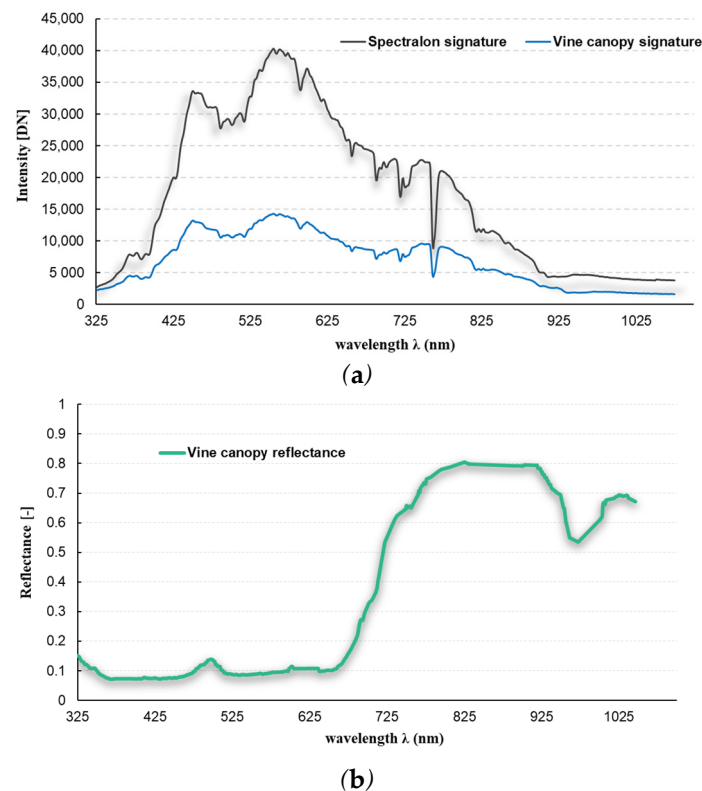 45,000
40,000
35,000
30,000
25,000
20,000
15,000
10,000
5 000
0
Intensity [DN]
Spectralon signature
Vine canopy signature
325 425 525 625 725 825 925 1025
wavelength λ (nm)
(a)
1
0.9
0.8
0.7
0.6
0.5
0.4
0.3
0.2
0.1
0
Reflectance [-]
Vine canopy reflectance
325 425 525 625 725 825 925 1025
wavelength λ (nm)
(b)